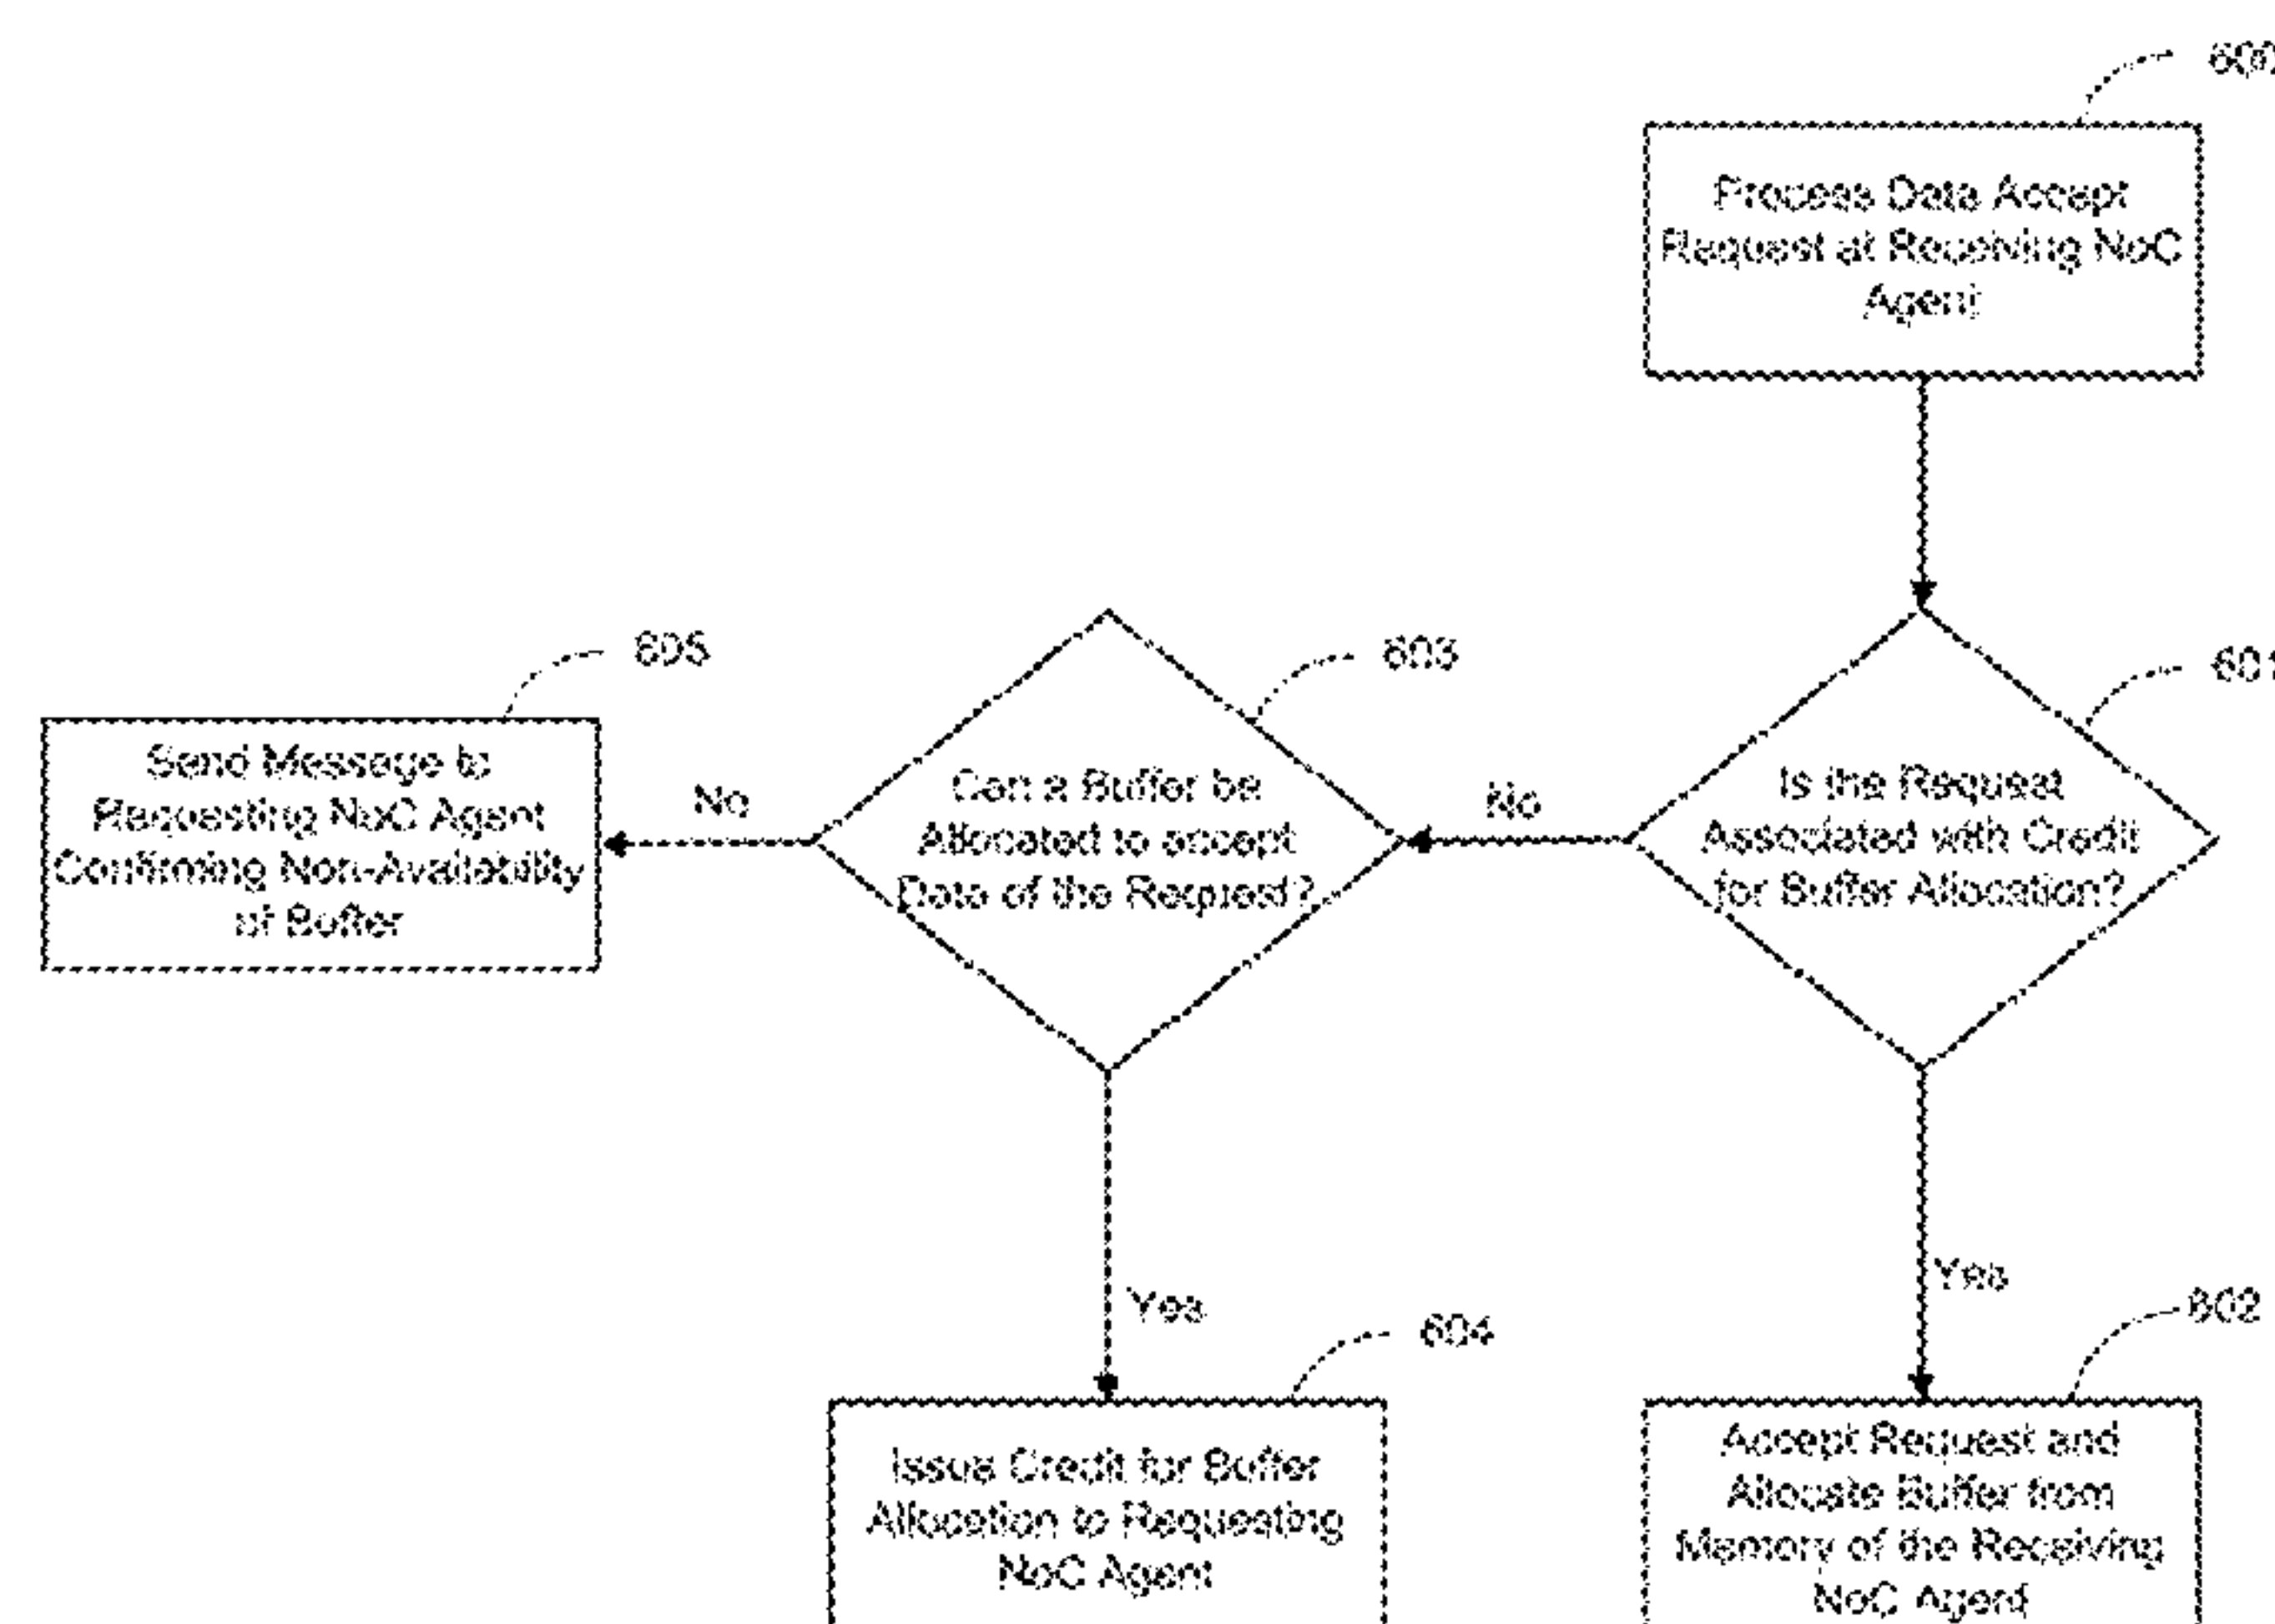 600
Process Data Accept
Request at Receiving NoC
Agent
605
603
601
Send Message to
Requesting NoC Agent
Confirming Non-Availability
of Buffer
No
Can a Buffer be
Allocated to accept
Data of the Request?
No
Is the Request
Associated with Credit
for Buffer Allocation?
Yes
Yes
604
602
Issue Credit for Buffer
Allocation to Requesting
NoC Agent
Accept Request and
Allocate Buffer from
Memory of the Receiving
NoC Agent